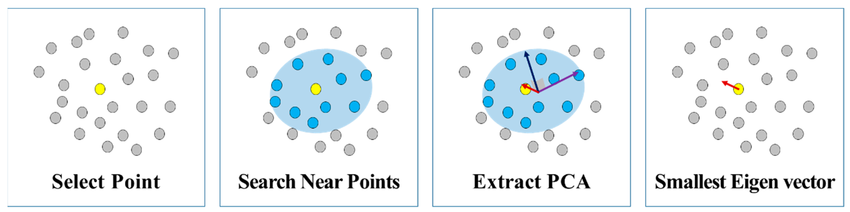 Select Point
Search Near Points
Extract PCA
Smallest Eigen vector